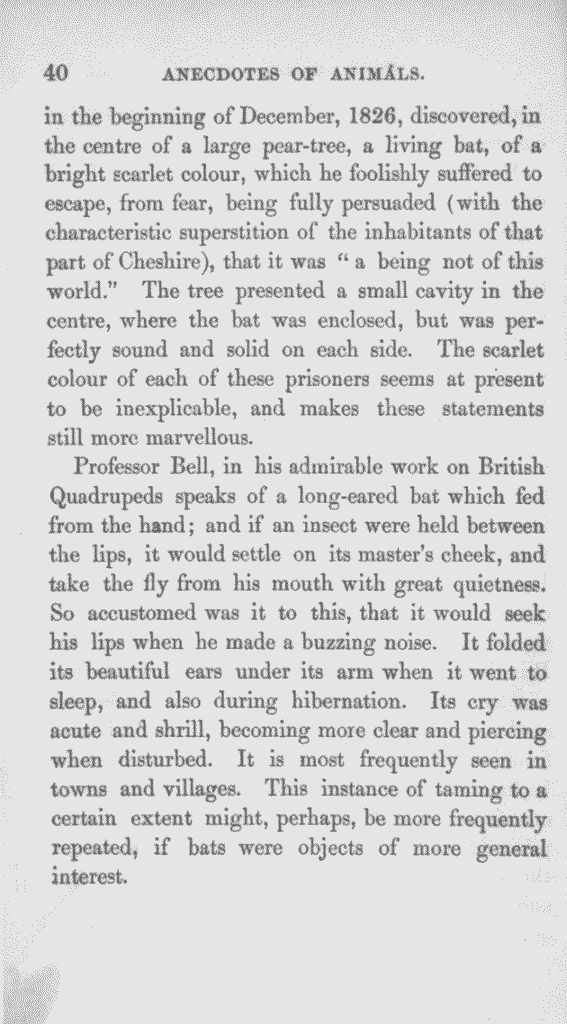 40 ANECDOTES OF ANIMALS.
in the beginning of December, 1826, discovered, in
the centre of a large pear-tree, a living bat, of a
bright scarlet colour, which he foolishly suffered to
escape, from fear, being fully persuaded (with the
characteristic superstition of the inhabitants of that
part of Cheshire), that it was “ a being not of this
world.” The tree presented a small cavity in the
centre, where the bat was enclosed, but was per-
fectly sound and solid on each side. The scarlet
colour of each of these prisoners seems at present
to be inexplicable, and makes these statements
still more marvellous.
Professor Bell, in his admirable work on British
Quadrupeds speaks of a long-eared bat which fed
from the hand; and if an insect were held between
the lips, it would settle on its master's cheek, and
take the fly from his mouth with great quietness.
So accustomed was it to this, that it would seek
his lips when he made a buzzing noise. It folded
its beautiful ears under its arm when it went to
sleep, and also during hibernation. Its cry was
acute and shrill, becoming more clear and piercing
when disturbed. It is most frequently seen in
towns and villages. This instance of taming to a
certain extent might, perhaps, be more frequently
repeated, if bats were objects of more general
interest.